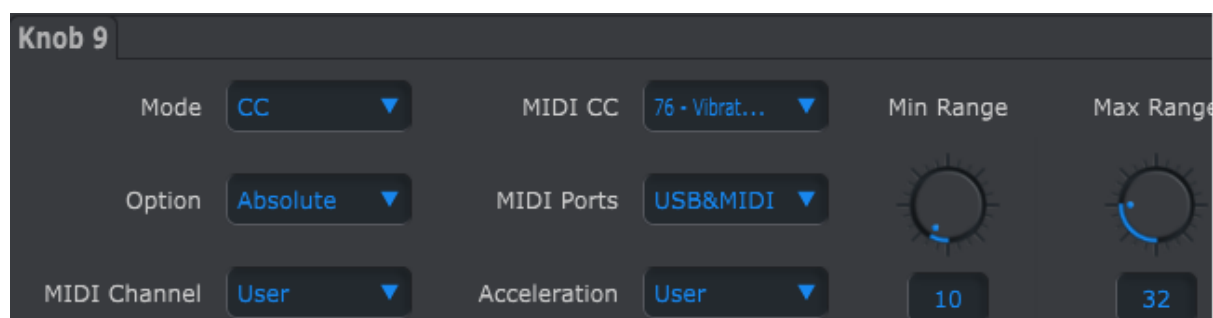 Knob 9
Mode CC MIDI CC 76 - Vibrat... Min Range Max Range
Option Absolute MIDI Ports USB&MIDI
MIDI Channel User Acceleration User 10 32